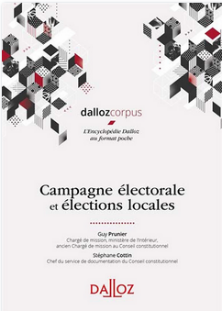 dallozcorpus
L'Encyclopédie Dalloz
au format poche
Campagne électorale
et élections locales
Guy Prunier
Chargé de mission, ministère de l'Intérieur,
ancien Chargé de mission au Conseil constitutionnel
Stéphane Cottin
Chef du service de documentation du Conseil constitutionnel
DALLOZ